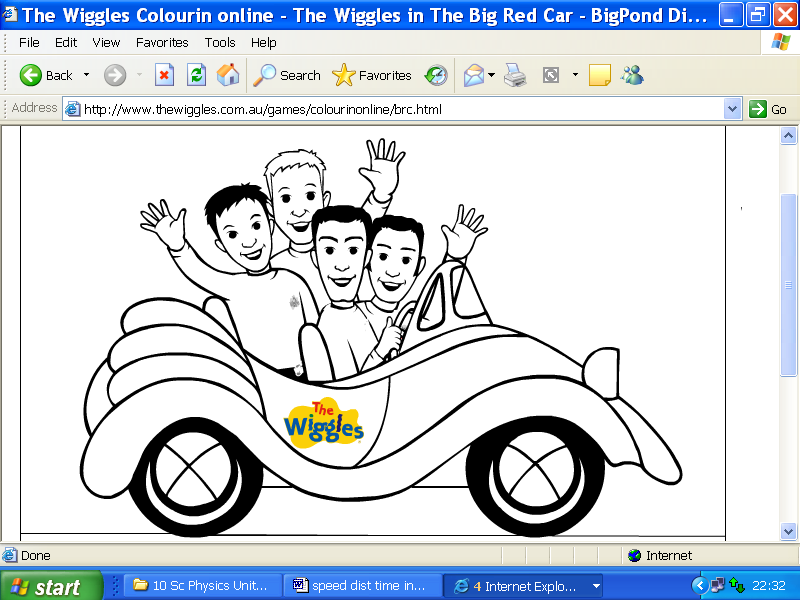 The Wiggles Colourin online - The Wiggles in The Big Red Car - BigPond Di...
File Edit View Favorites Tools Help
Back Search Favorites
Address http://www.thewiggles.com.au/games/colourinonline/brc.html Go
The
Wiggles
Done Internet
start 10 Sc Physics Unit... speed dist time in... 4 Internet Explo... 22:32